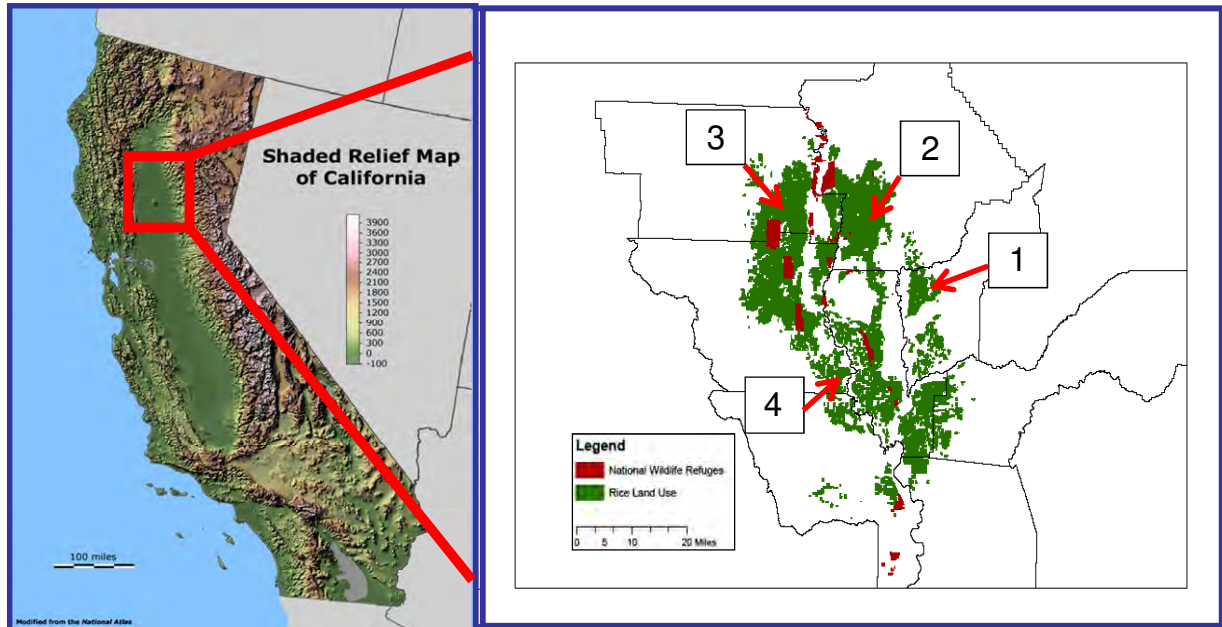 Shaded Relief Map
of California
3900
3600
3300
3000
2700
2400
2100
1800
1500
1200
900
600
300
0
-100
100 miles
Modified from the National Atlas
3
2
1
4
Legend
National Wildlife Refuges
Rice Land Use
0 5 10 20 Miles